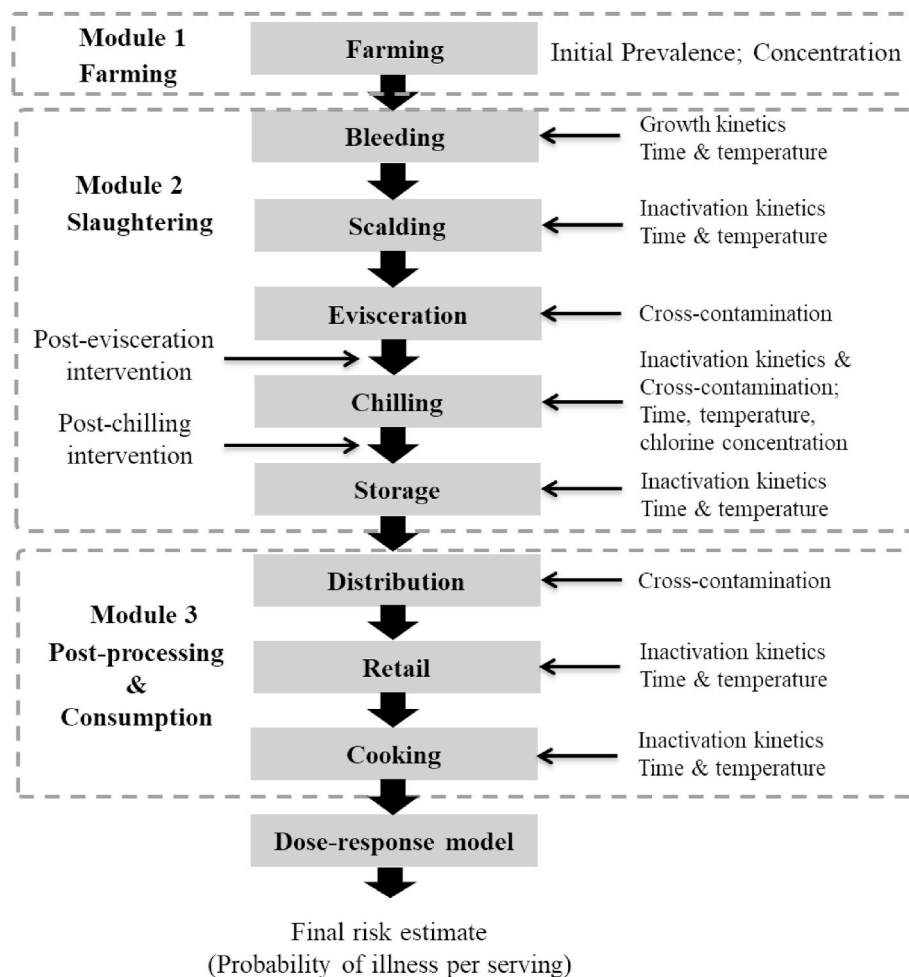 Module 1
Farming
Farming
Initial Prevalence; Concentration
Bleeding
Growth kinetics
Time & temperature
Module 2
Slaughtering
Scalding
Inactivation kinetics
Time & temperature
Evisceration
Cross-contamination
Post-evisceration
intervention
Chilling
Inactivation kinetics &
Cross-contamination;
Time, temperature,
chlorine concentration
Post-chilling
intervention
Storage
Inactivation kinetics
Time & temperature
Distribution
Cross-contamination
Module 3
Post-processing
&
Consumption
Retail
Inactivation kinetics
Time & temperature
Cooking
Inactivation kinetics
Time & temperature
Dose-response model
Final risk estimate
(Probability of illness per serving)